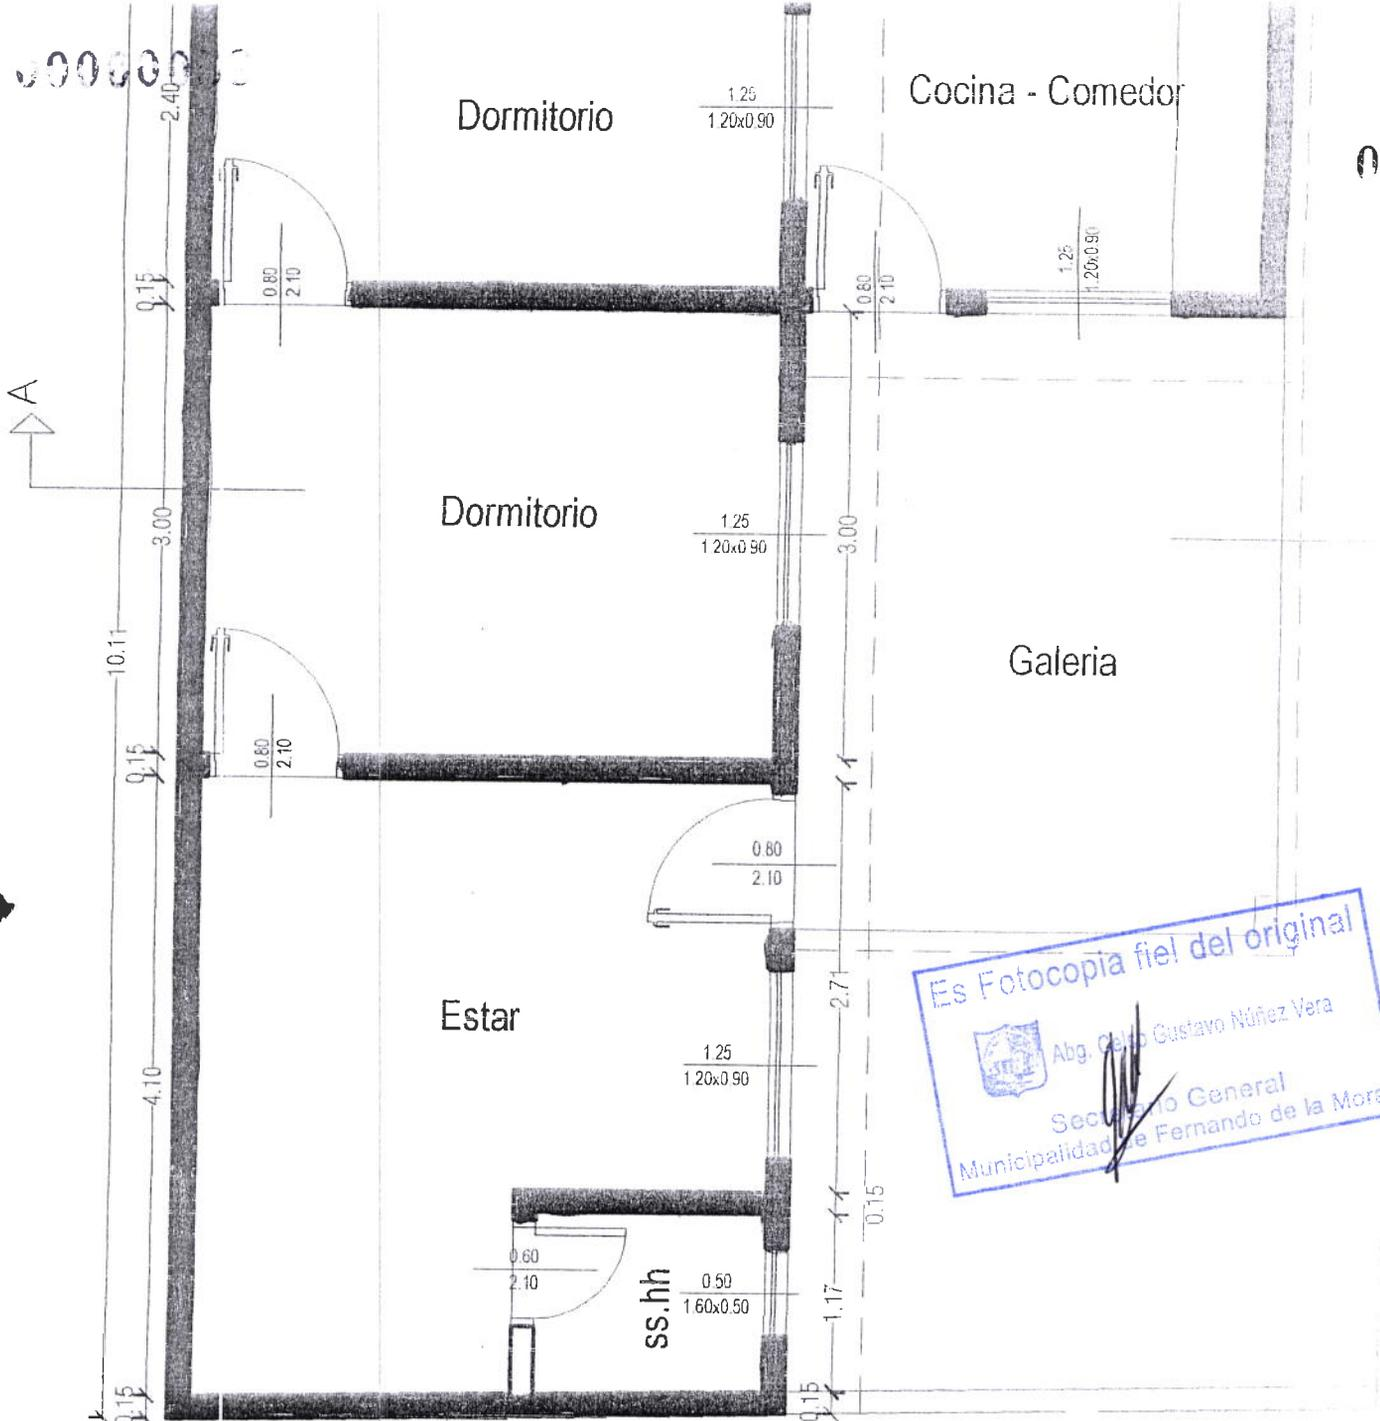 2.40
Dormitorio
1.25
1.20x0.90
Cocina - Comedor
0.80
2.10
0.15
0.80
2.10
1.25
1.20x0.90
A
3.00
Dormitorio
1.25
1.20x0.90
3.00
10.11
Galeria
0.15
0.80
2.10
0.80
2.10
Estar
2.71
1.25
1.20x0.90
4.10
Es Fotocopia fiel del original
Abg. Celso Gustavo Núñez Vera
Secretario General
Municipalidad de Fernando de la Mora
0.15
0.60
2.10
ss.hh
0.50
1.60x0.50
1.17
0.15
0.15